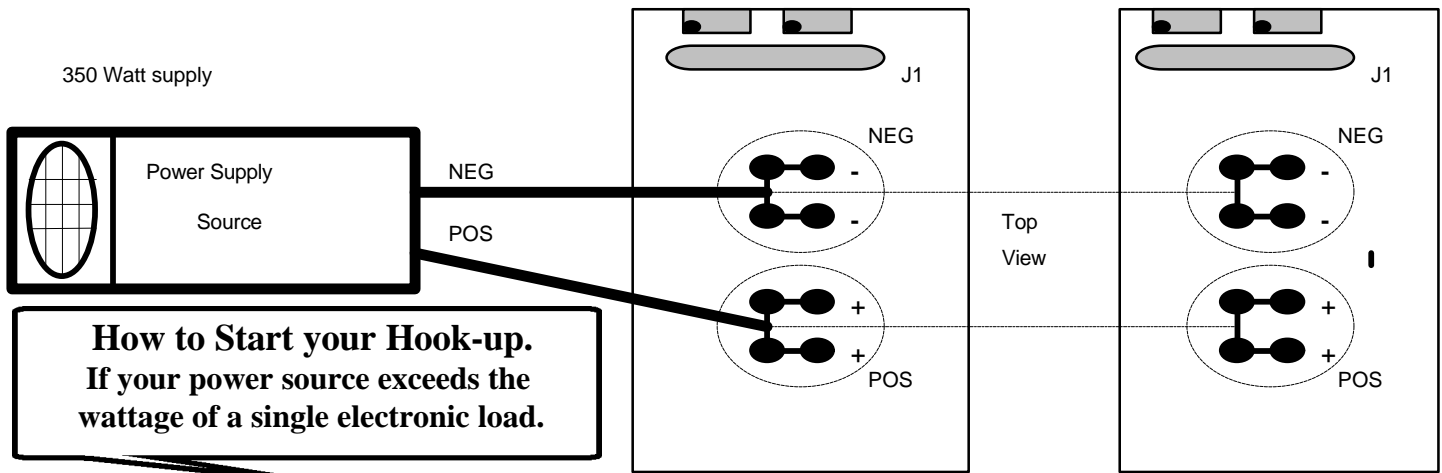 350 Watt supply
Power Supply
Source
NEG
POS
How to Start your Hook-up.
If your power source exceeds the
wattage of a single electronic load.
J1
NEG
-
-
+
+
POS
Top
View
J1
NEG
-
-
+
+
POS